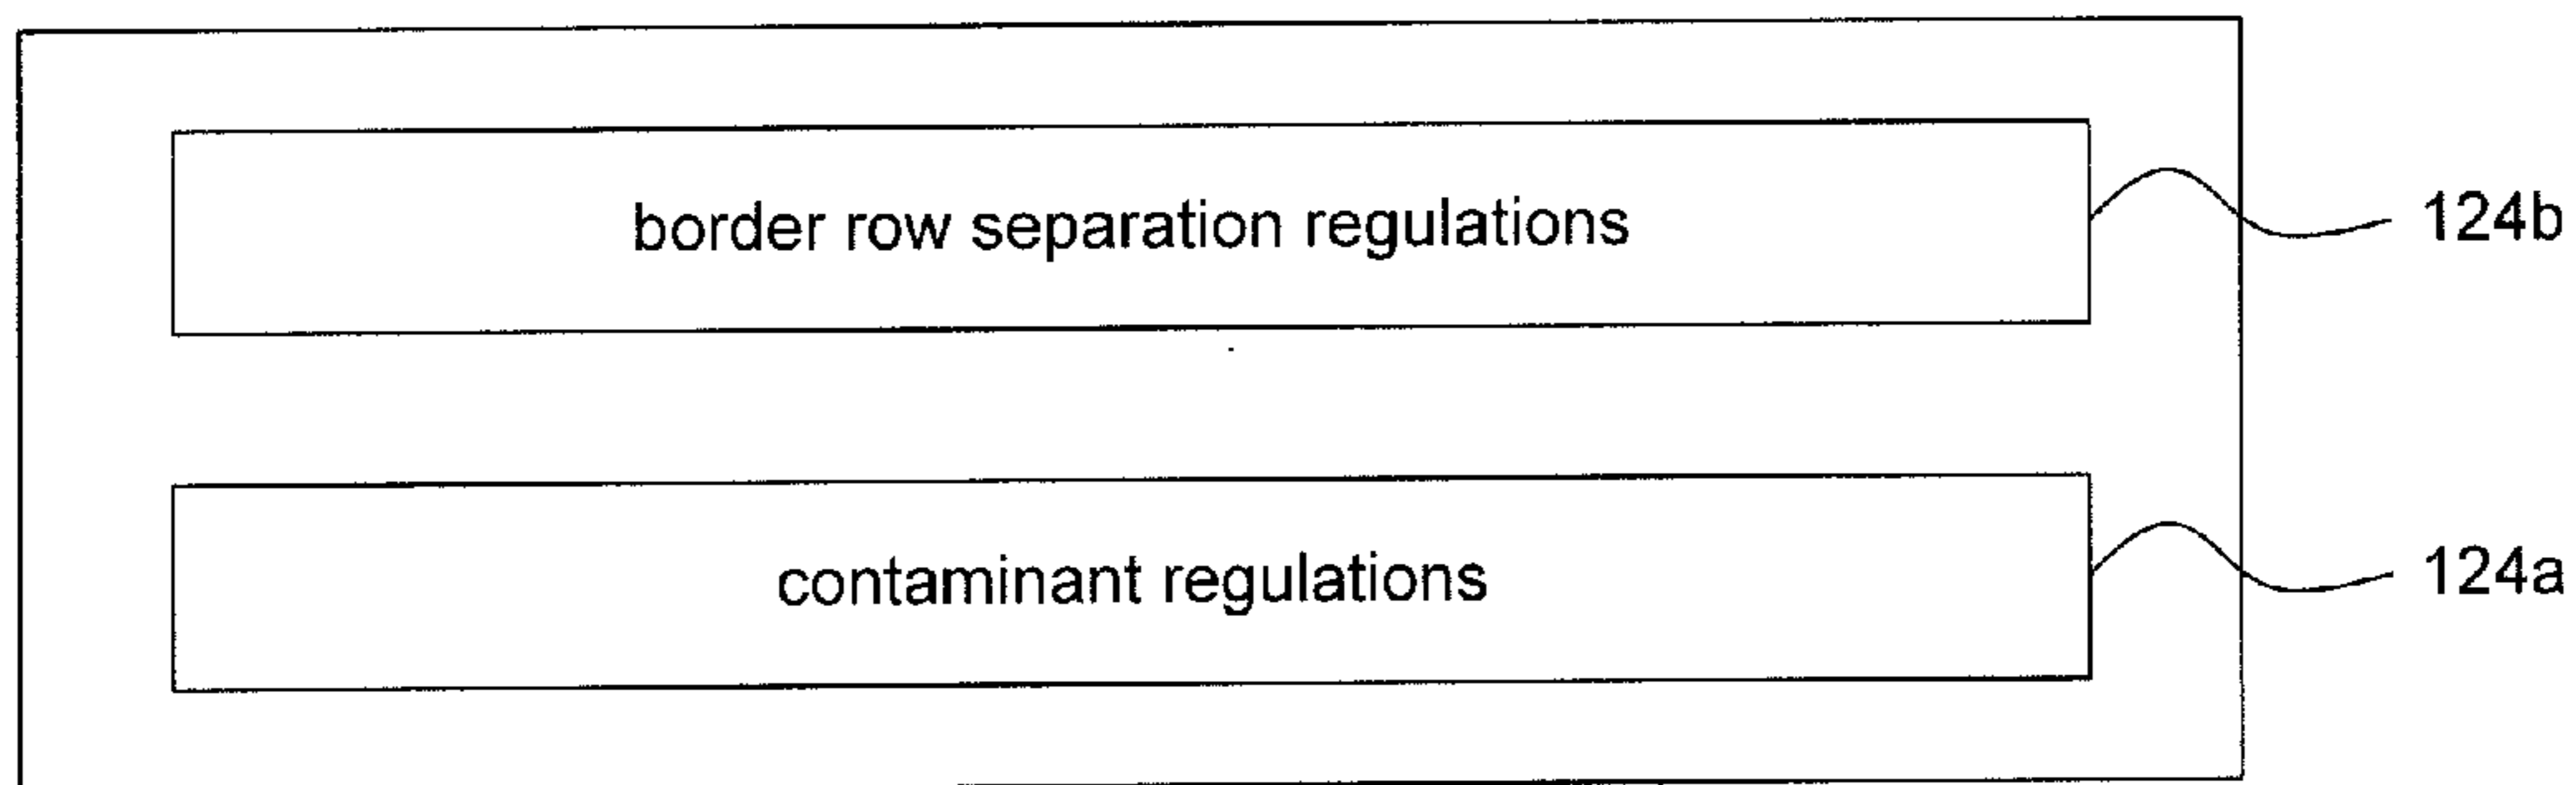 border row separation regulations
124b
contaminant regulations
124a